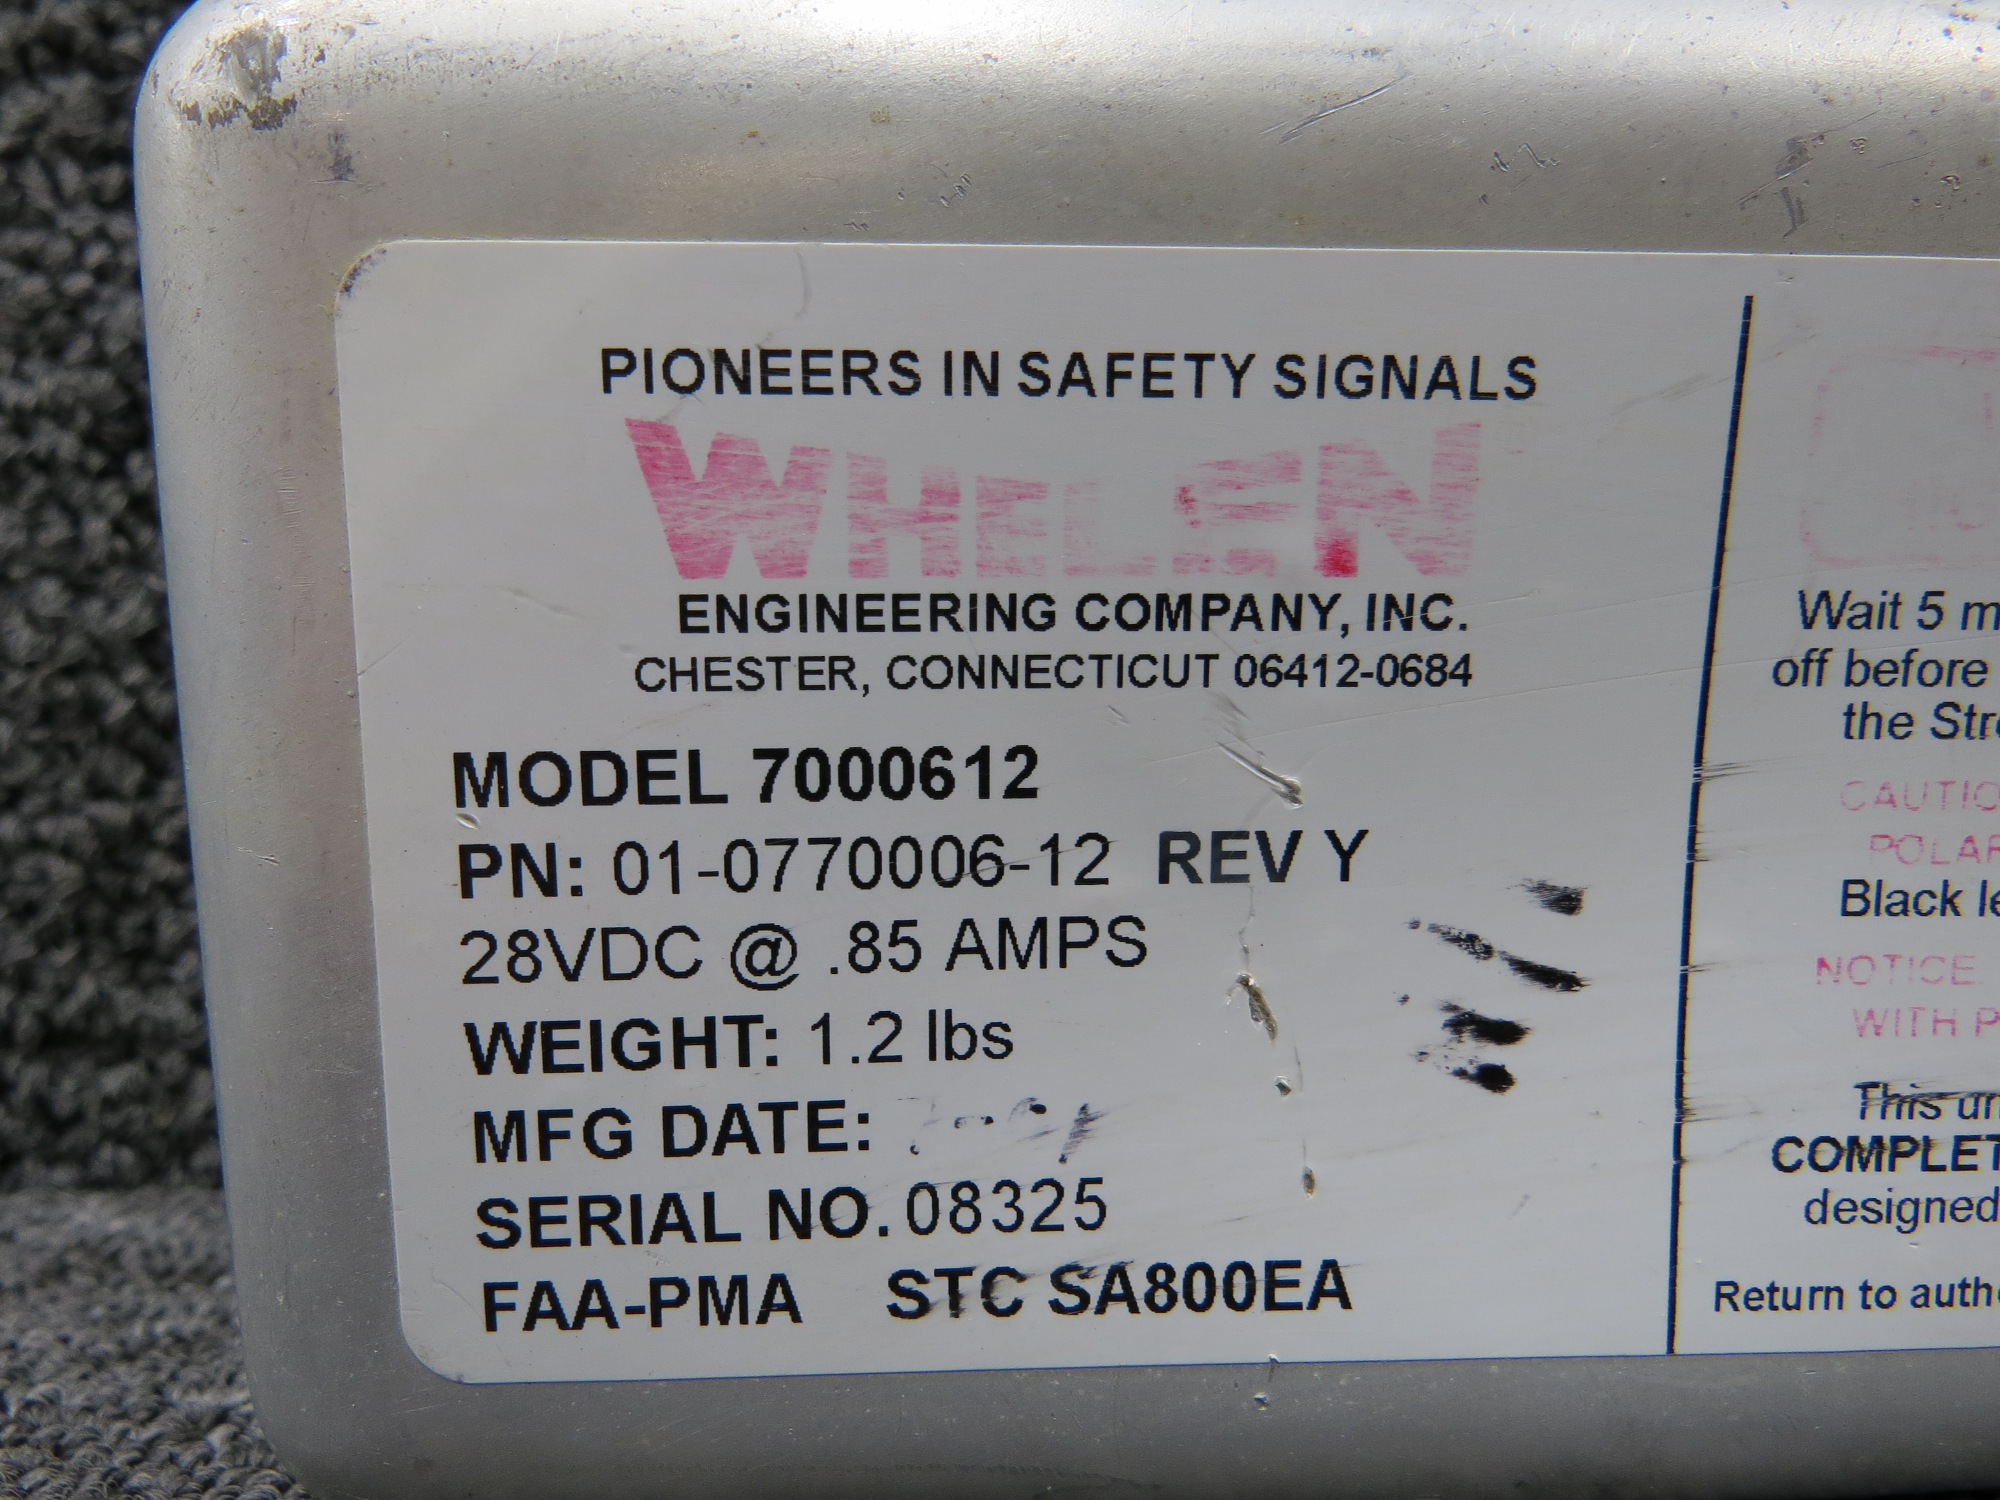 PIONEERS IN SAFETY SIGNALS
WHELEN
ENGINEERING COMPANY, INC.
CHESTER, CONNECTICUT 06412-0684
MODEL 7000612
PN: 01-0770006-12 REV Y
28VDC @ .85 AMPS
WEIGHT: 1.2 lbs
MFG DATE:
SERIAL NO. 08325
FAA-PMA STC SA800EA
Wait 5 m
off before
the Str
CAUTIO
POLAR
Black le
NOTICE
WITH P
This un
COMPLET
designed
Return to autho